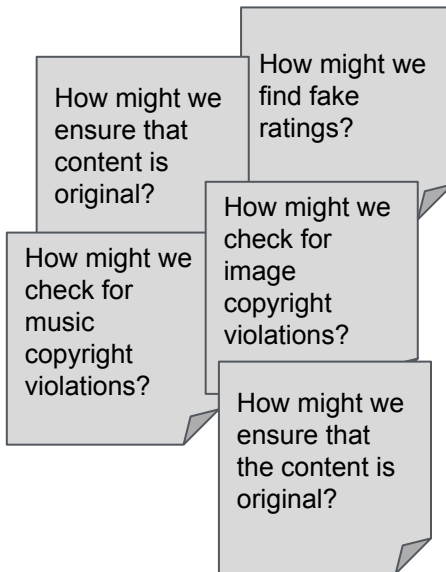 How might we
find fake
ratings?
How might we
ensure that
content is
original?
How might we
check for
image
copyright
violations?
How might we
check for
music
copyright
violations?
How might we
ensure that
the content is
original?